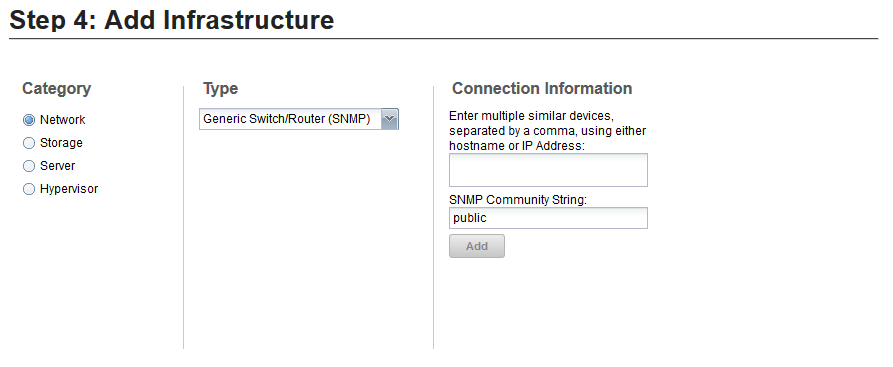 Step 4: Add Infrastructure
Category
Network
Storage
Server
Hypervisor
Type
Generic Switch/Router (SNMP)
Connection Information
Enter multiple similar devices,
separated by a comma, using either
hostname or IP Address:
SNMP Community String:
public
Add